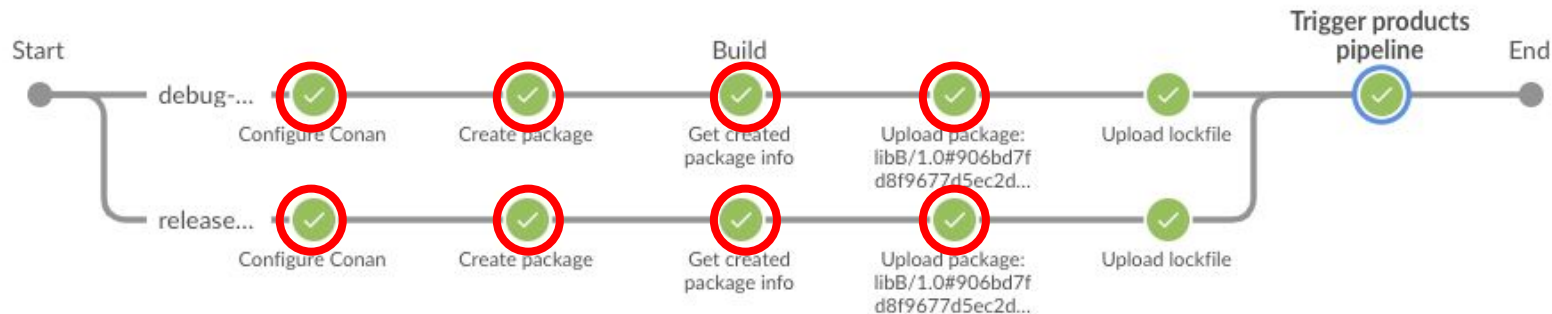 Start
Build
Trigger products
pipeline
End
debug-...
Configure Conan
Create package
Get created
package info
Upload package:
libB/1.0#906bd7f
d8f9677d5ec2d...
Upload lockfile
release...
Configure Conan
Create package
Get created
package info
Upload package:
libB/1.0#906bd7f
d8f9677d5ec2d...
Upload lockfile